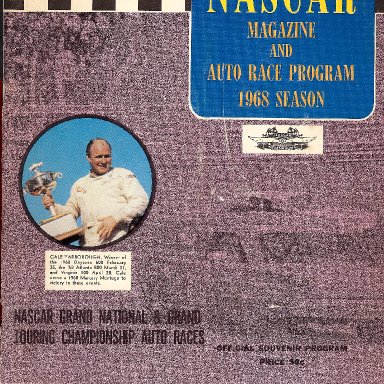 NASCAR
MAGAZINE
AND
AUTO RACE PROGRAM
1968 SEASON
CALE YARBOROUGH, Winner of
the 1968 Daytona 500 February
25, the '68 Atlanta 500 March 31,
and Virginia 500 April 28. Cale
drove a 1968 Mercury Montego to
victory in these events.
NASCAR GRAND NATIONAL & GRAND
TOURING CHAMPIONSHIP AUTO RACES
OFFICIAL SOUVENIR PROGRAM
PRICE 50c